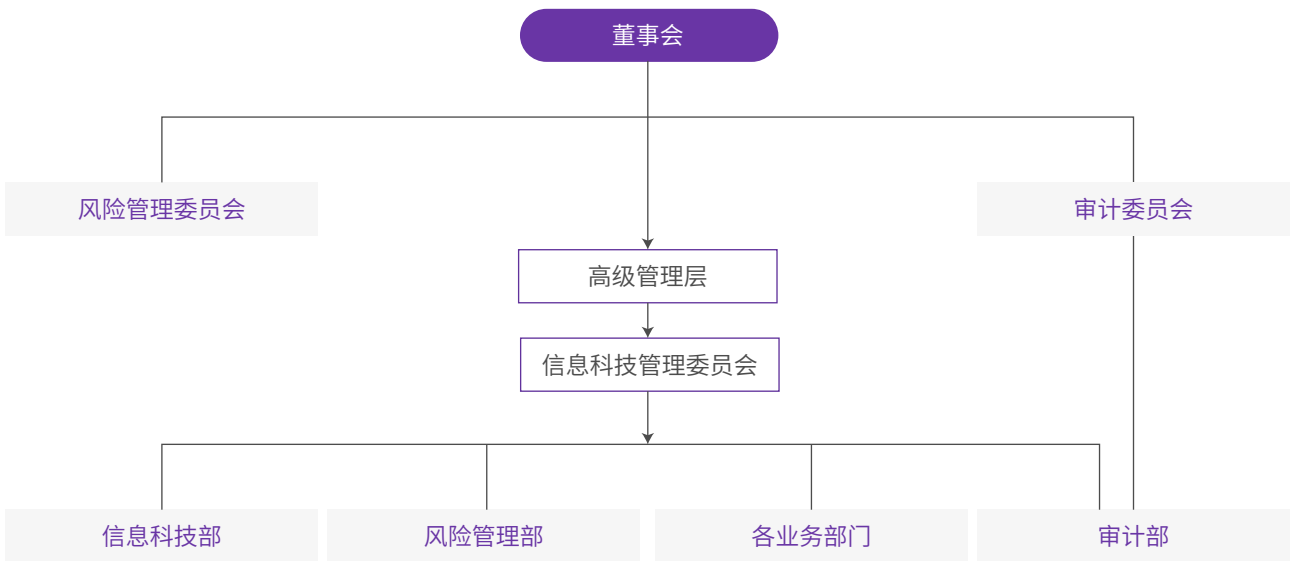 董事会
风险管理委员会
审计委员会
高级管理层
信息科技管理委员会
信息科技部
风险管理部
各业务部门
审计部